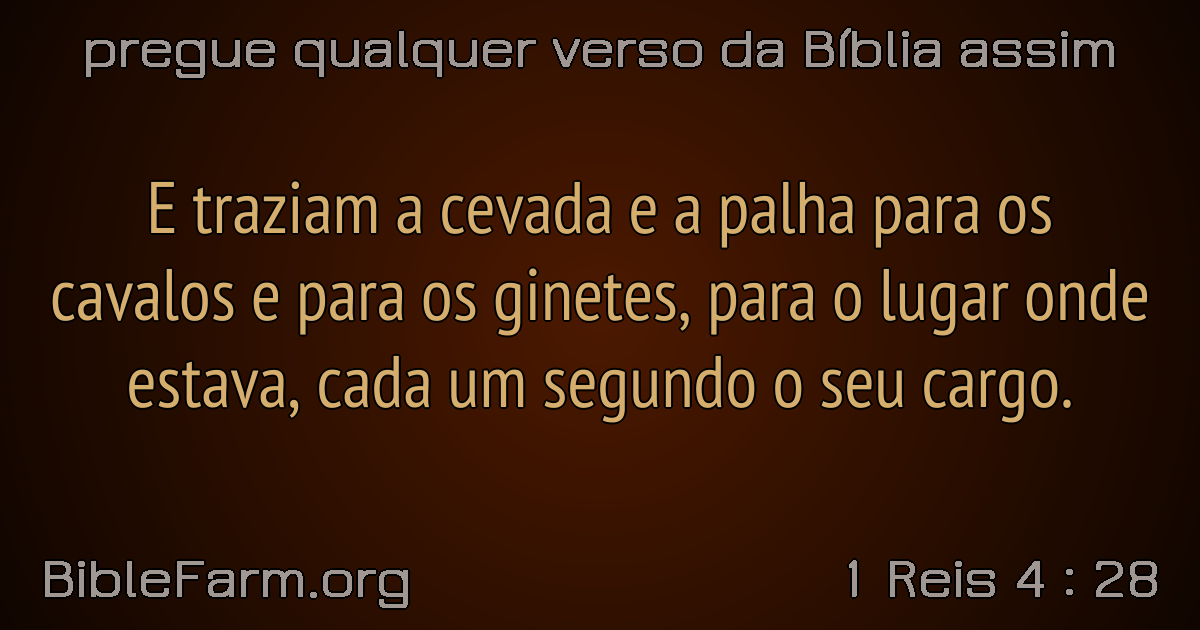 pregue qualquer verso da Bíblia assim
E traziam a cevada e a palha para os
cavalos e para os ginetes, para o lugar onde
estava, cada um segundo o seu cargo.
BibleFarm.org
1 Reis 4 : 28